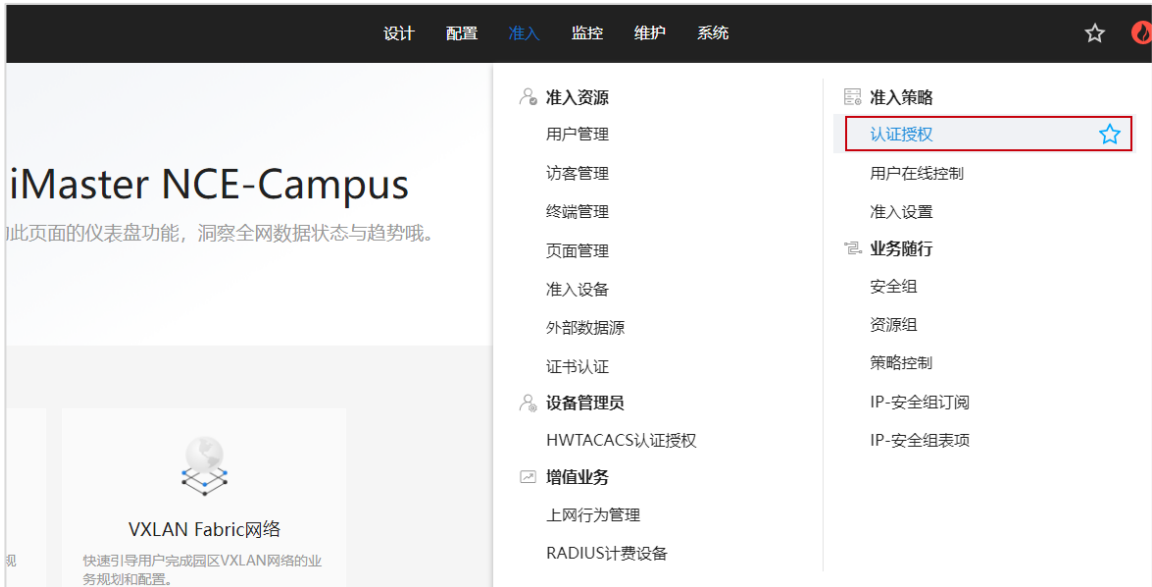 设计 配置 准入 监控 维护 系统
iMaster NCE-Campus
此页面的仪表盘功能，洞察全网数据状态与趋势哦。
VXLAN Fabric网络
快速引导用户完成园区VXLAN网络的业
务规划和配置。
准入资源
用户管理
访客管理
终端管理
页面管理
准入设备
外部数据源
证书认证
设备管理员
HWTACACS认证授权
增值业务
上网行为管理
RADIUS计费设备
准入策略
认证授权
用户在线控制
准入设置
业务随行
安全组
资源组
策略控制
IP-安全组订阅
IP-安全组表项